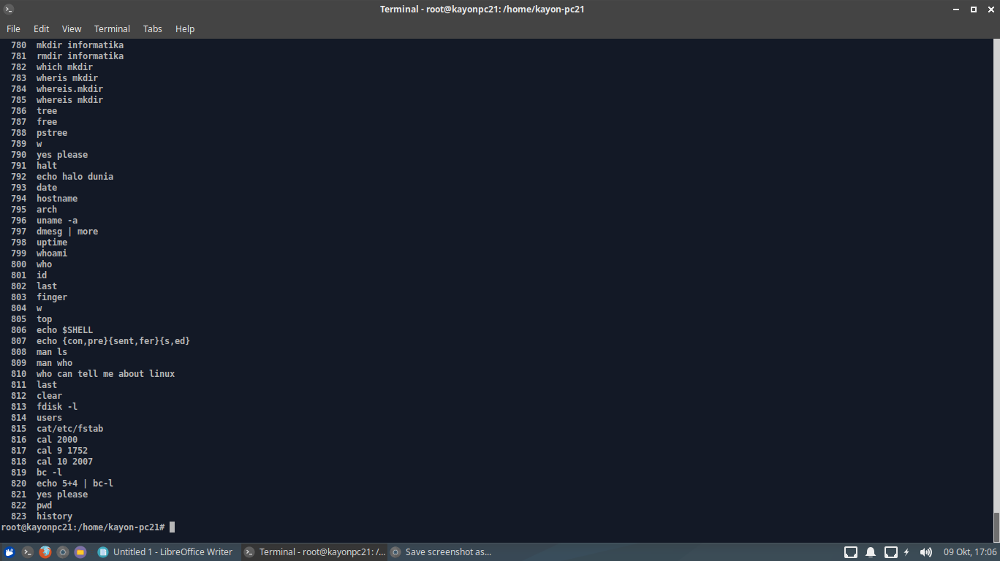 Terminal - root@kayonpc21: /home/kayon-pc21
File Edit View Terminal Tabs Help
780 mkdir informatika
781 rmdir informatika
782 which mkdir
783 wheris mkdir
784 whereis.mkdir
785 whereis mkdir
786 tree
787 free
788 pstree
789 w
790 yes please
791 halt
792 echo halo dunia
793 date
794 hostname
795 arch
796 uname -a
797 dmesg | more
798 uptime
799 whoami
800 who
801 id
802 last
803 finger
804 w
805 top
806 echo $SHELL
807 echo {con,pre}{sent,fer}{s,ed}
808 man ls
809 man who
810 who can tell me about linux
811 last
812 clear
813 fdisk -l
814 users
815 cat/etc/fstab
816 cal 2000
817 cal 9 1752
818 cal 10 2007
819 bc -l
820 echo 5+4 | bc-l
821 yes please
822 pwd
823 history
root@kayonpc21:/home/kayon-pc21#
Untitled 1 - LibreOffice Writer Terminal - root@kayonpc21: /... Save screenshot as... 09 Okt, 17:06